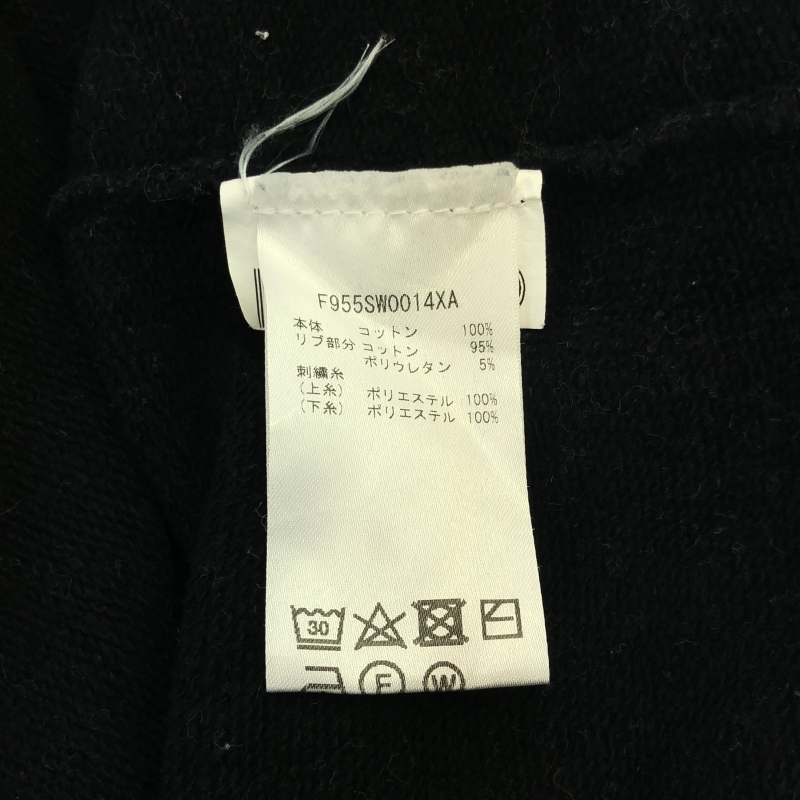 F955SW0014XA
本体 コットン 100%
リブ部分 コットン 95%
ポリウレタン 5%
刺繍糸
(上糸) ポリエステル 100%
(下糸) ポリエステル 100%
30
F W